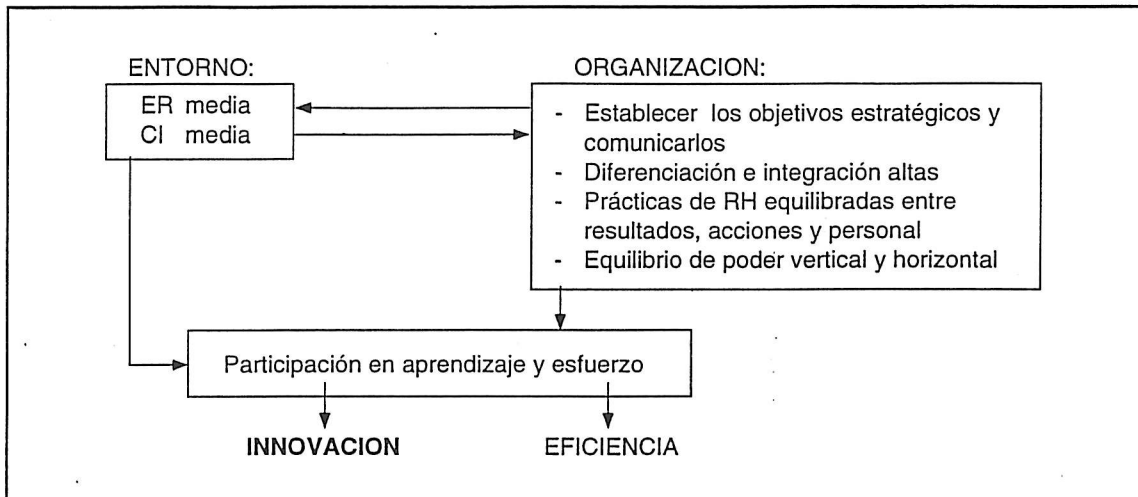 ENTORNO:
ER media
CI media
ORGANIZACION:
- Establecer los objetivos estratégicos y
comunicarlos
- Diferenciación e integración altas
- Prácticas de RH equilibradas entre
resultados, acciones y personal
- Equilibrio de poder vertical y horizontal
Participación en aprendizaje y esfuerzo
INNOVACION
EFICIENCIA